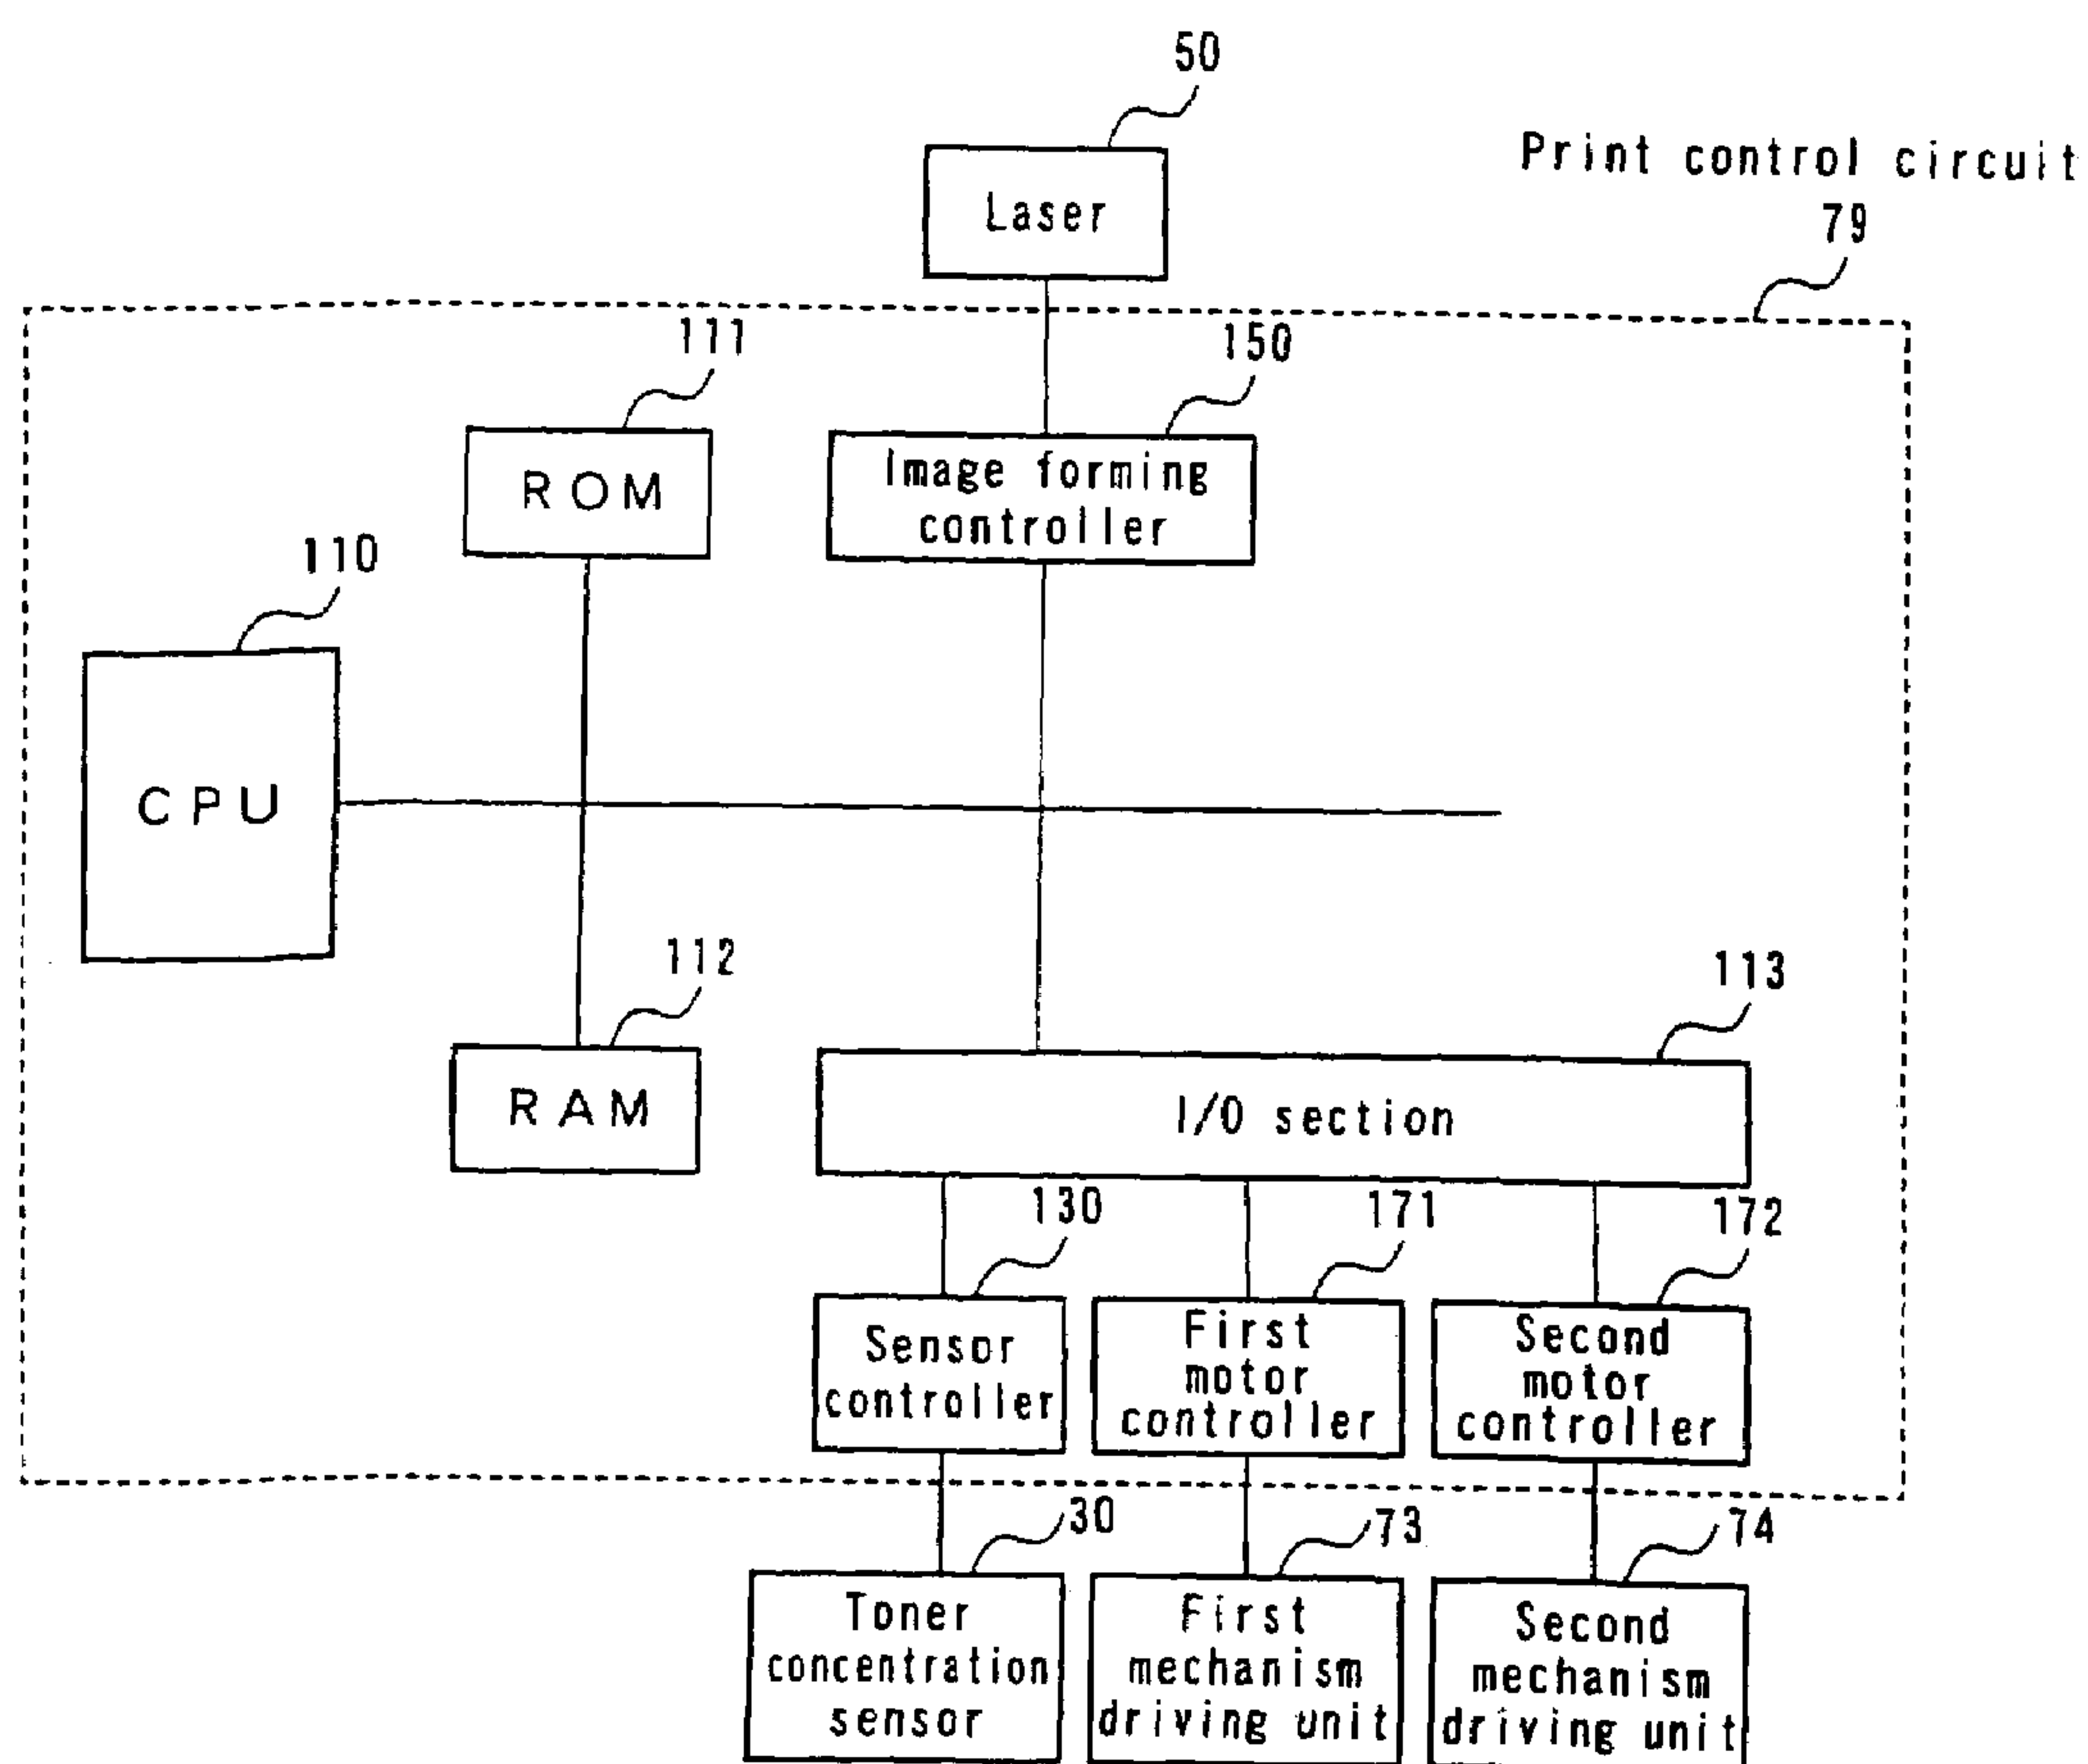 50
Laser
Print control circuit
79
111
150
ROM
Image forming
controller
110
CPU
112
RAM
113
I/O section
130
171
172
Sensor
controller
First
motor
controller
Second
motor
controller
30
73
74
Toner
concentration
sensor
First
mechanism
driving unit
Second
mechanism
driving unit